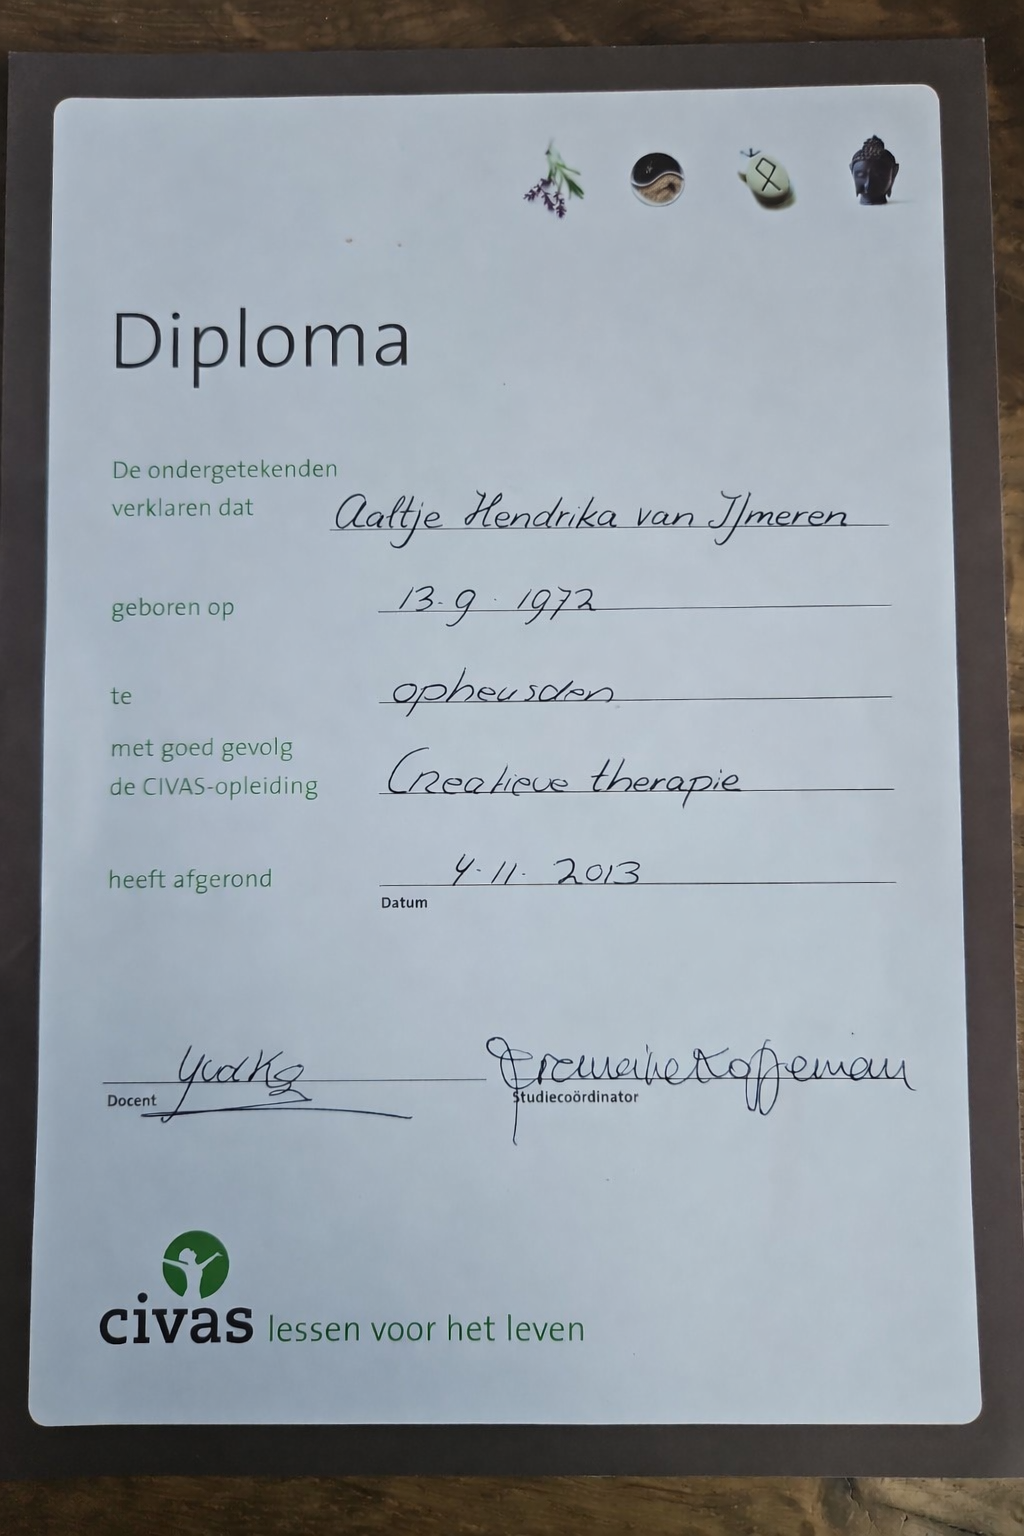 Diploma
De ondergetekenden
verklaren dat Aaltje Hendrika van IJmeren
geboren op 13-9-1972
te opheusden
met goed gevolg
de CIVAS-opleiding Creatieve therapie
heeft afgerond 4-11-2013
Datum
Docent
Koffeman
Studiecoördinator
civas lessen voor het leven